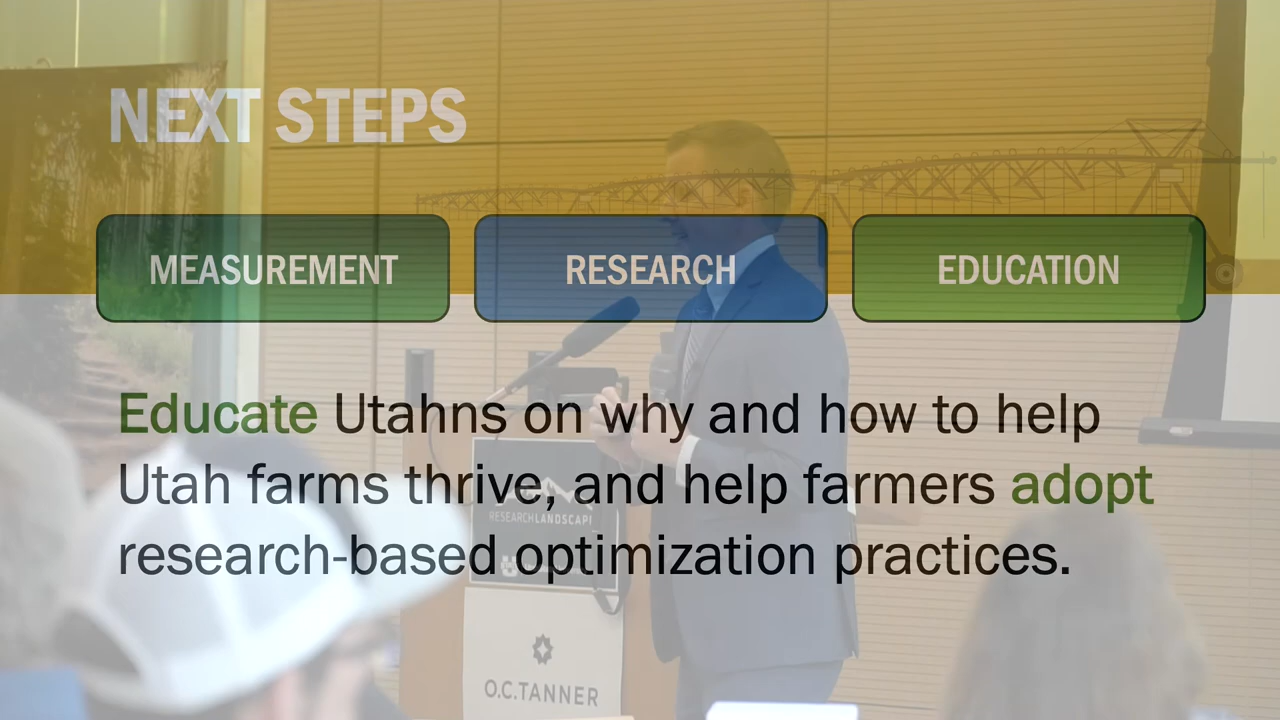 NEXT STEPS
MEASUREMENT
RESEARCH
EDUCATION
Educate Utahns on why and how to help
Utah farms thrive, and help farmers adopt
research-based optimization practices.
RESEARCHLANDSCAPES
O.C.TANNER